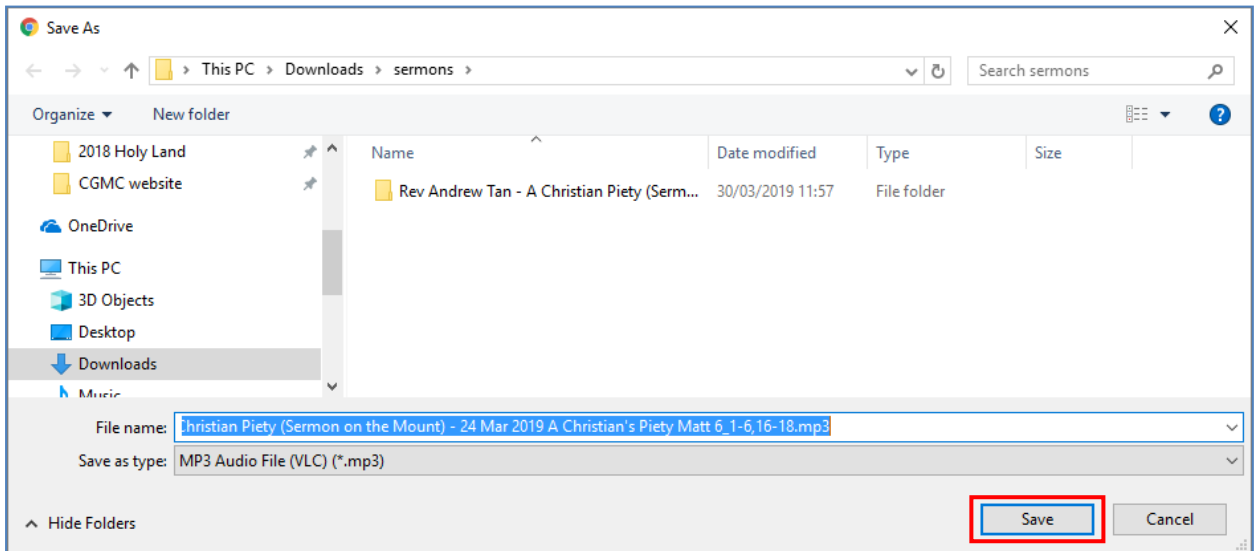 Save As
This PC > Downloads > sermons >
Search sermons
Organize
New folder
2018 Holy Land
CGMC website
OneDrive
This PC
3D Objects
Desktop
Downloads
Music
Name Date modified Type Size
Rev Andrew Tan - A Christian Piety (Serm... 30/03/2019 11:57 File folder
File name: Christian Piety (Sermon on the Mount) - 24 Mar 2019 A Christian's Piety Matt 6_1-6,16-18.mp3
Save as type: MP3 Audio File (VLC) (*.mp3)
Hide Folders
Save
Cancel